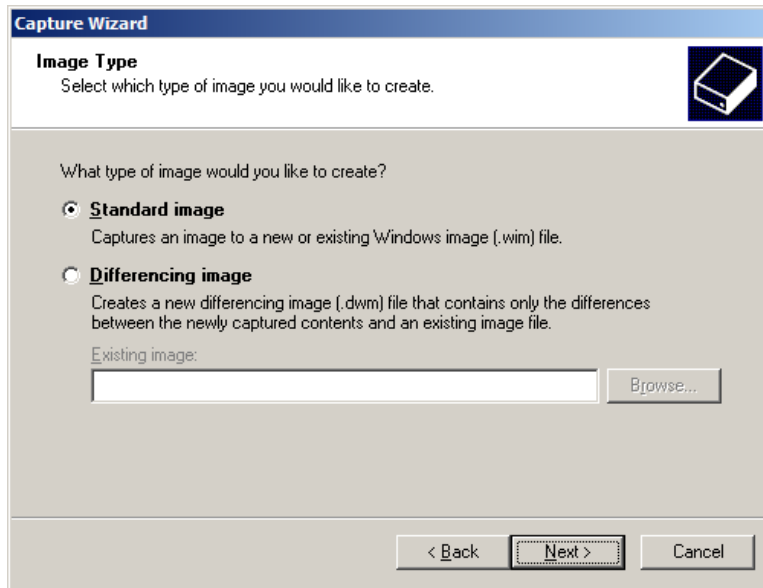 Capture Wizard
Image Type
Select which type of image you would like to create.
What type of image would you like to create?
Standard image
Captures an image to a new or existing Windows image (.wim) file.
Differencing image
Creates a new differencing image (.dwm) file that contains only the differences
between the newly captured contents and an existing image file.
Existing image:
Browse...
< Back Next > Cancel